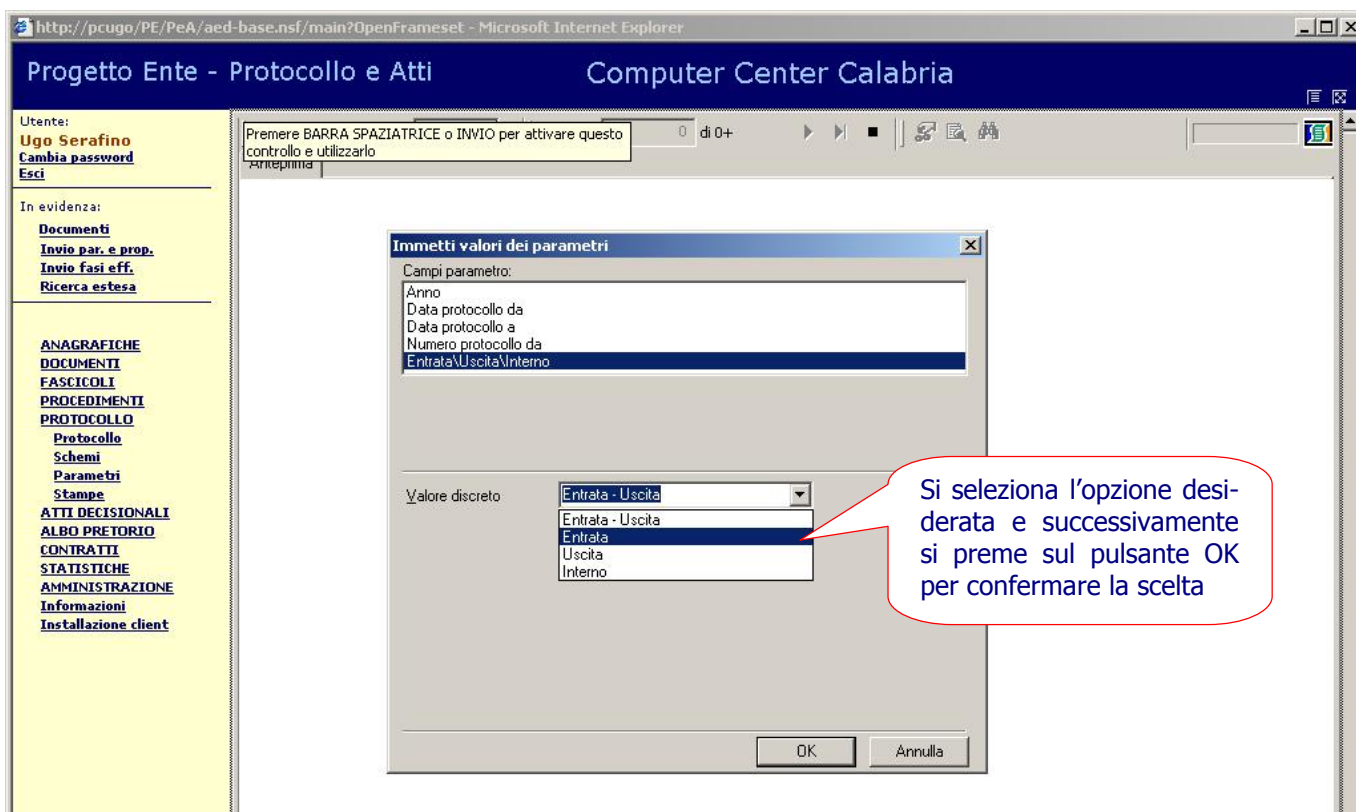 http://pcugo/PE/PeA/aed-base.nsf/main?OpenFrameset - Microsoft Internet Explorer
Progetto Ente - Protocollo e Atti
Computer Center Calabria
Utente:
Ugo Serafino
Cambia password
Esci
In evidenza:
Documenti
Invio par. e prop.
Invio fasi eff.
Ricerca estesa
ANAGRAFICHE
DOCUMENTI
FASCICOLI
PROCEDIMENTI
PROTOCOLLO
Protocollo
Schemi
Parametri
Stampe
ATTI DECISIONALI
ALBO PRETORIO
CONTRATTI
STATISTICHE
AMMINISTRAZIONE
Informazioni
Installazione client
Premere BARRA SPAZIATRICE o INVIO per attivare questo
controllo e utilizzarlo
0 di 0+
Anteprima
Immetti valori dei parametri
Campi parametro:
Anno
Data protocollo da
Data protocollo a
Numero protocollo da
Entrata\Uscita\Interno
Valore discreto
Entrata - Uscita
Entrata - Uscita
Entrata
Uscita
Interno
OK
Annulla
Si seleziona l'opzione desi-
derata e successivamente
si preme sul pulsante OK
per confermare la scelta